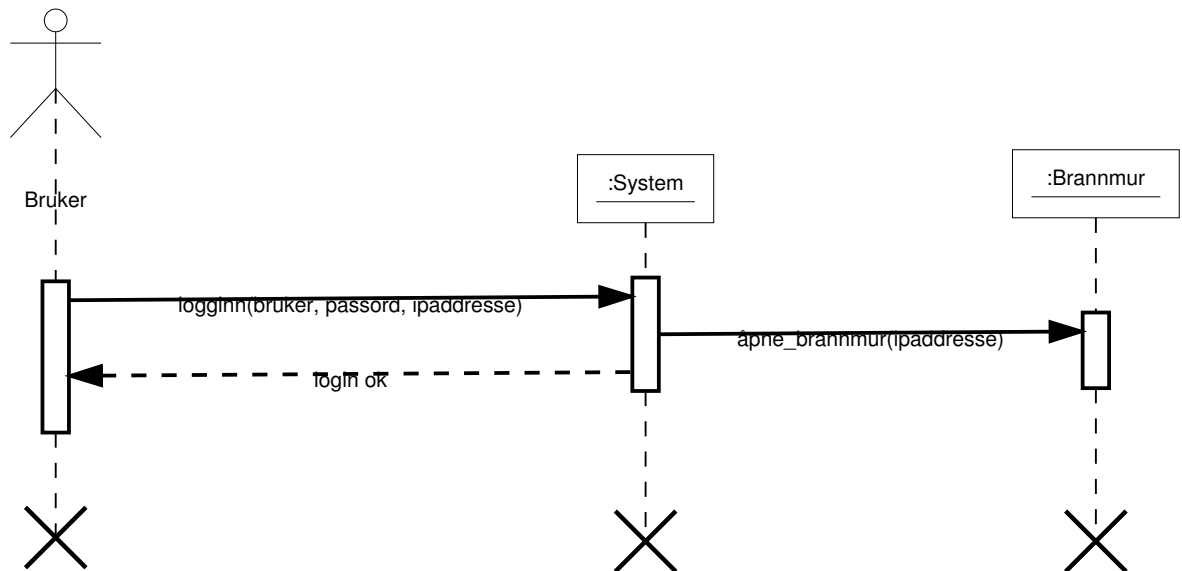 Bruker
:System
:Brannmur
logginn(bruker, passord, ipaddresse)
åpne_brannmur(ipaddresse)
login ok